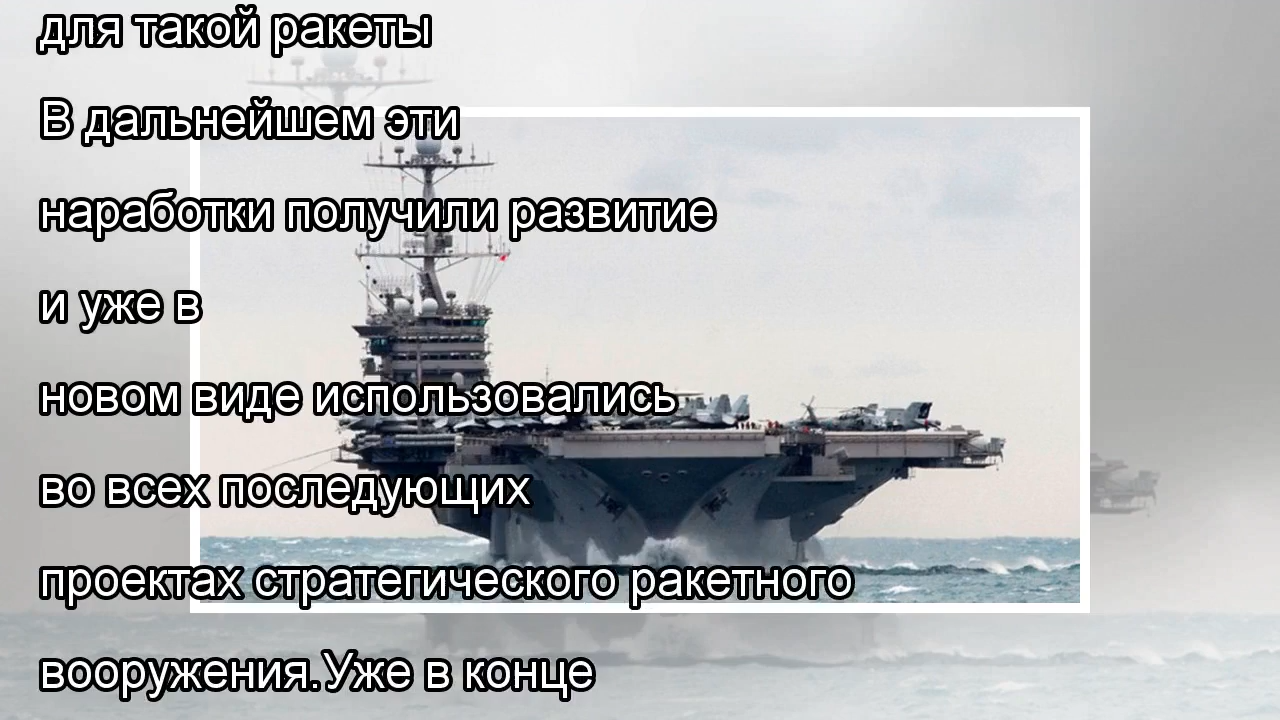 для такой ракеты
В дальнейшем эти
наработки получили развитие
и уже в
новом виде использовались
во всех последующих
проектах стратегического ракетного
вооружения.Уже в конце